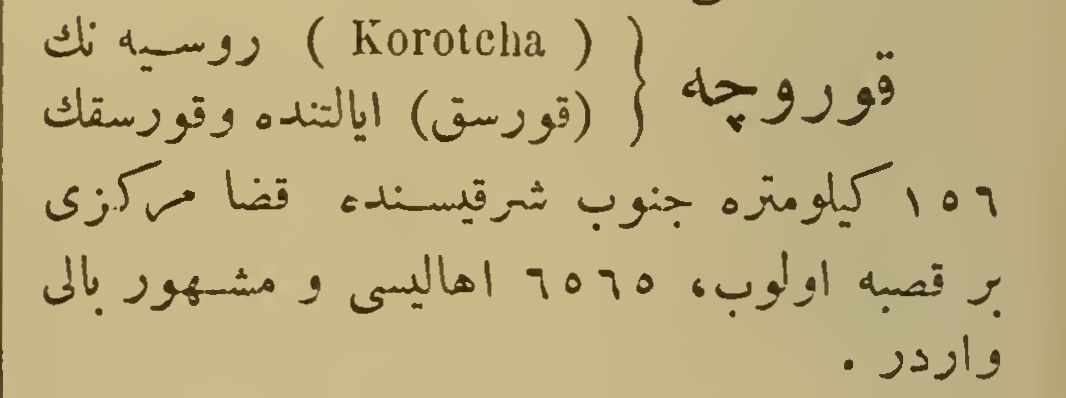 قوروچه { ( Korotcha ) روسیه نك
(قورسق) ایالتنده وقورسقك
١٥٦ كیلومتره جنوب شرقیسنده قضا مركزی
بر قصبه اولوب، ٦٥٦٥ اهالیسی و مشهور بالی
واردر .